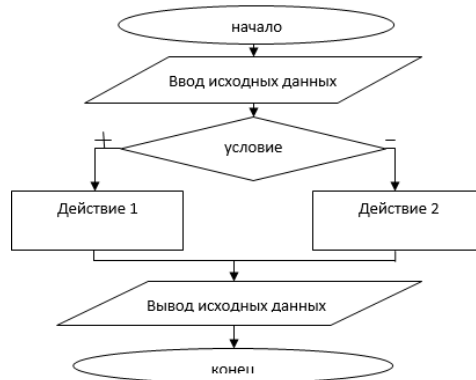 начало
Ввод исходных данных
условие
+
−
Действие 1
Действие 2
Вывод исходных данных
конец